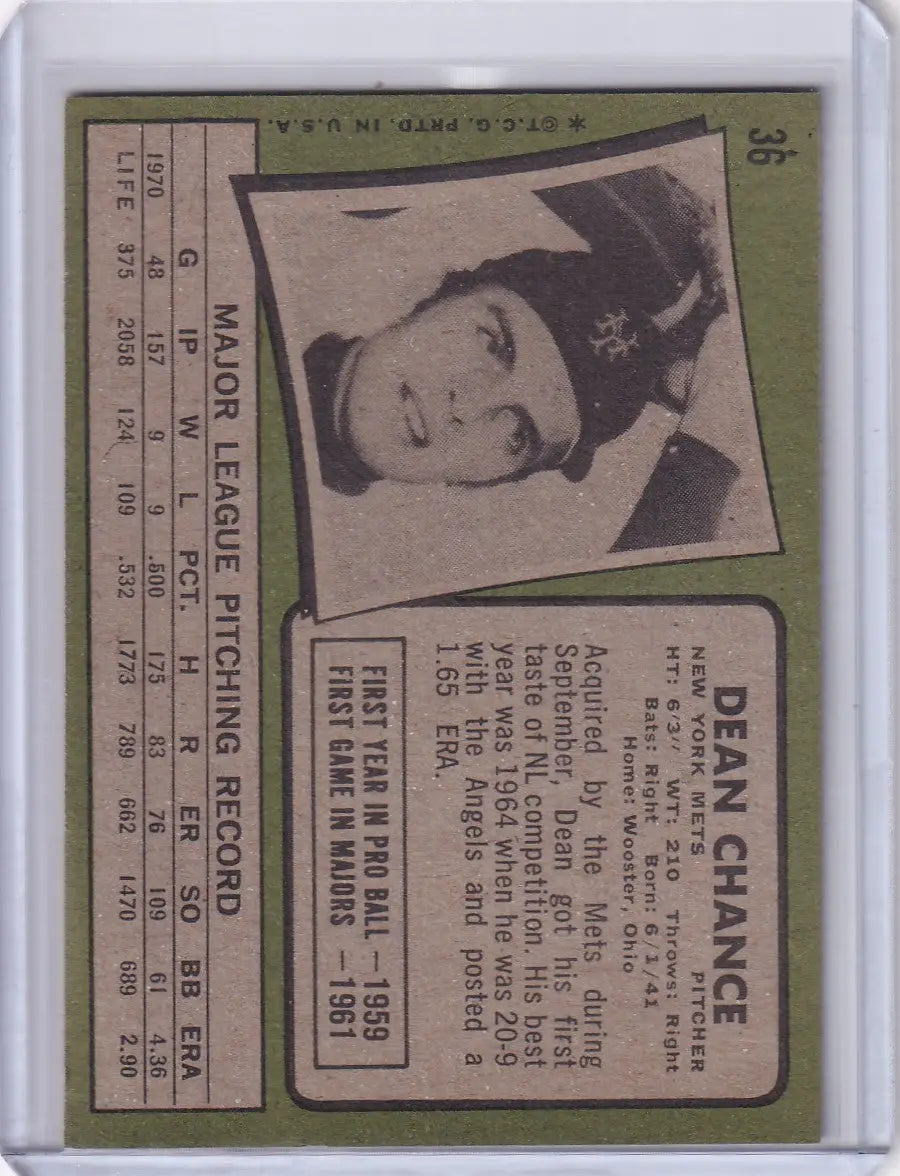 36
DEAN CHANCE
NEW YORK METS PITCHER
HT: 6'3" WT: 210 Throws: Right
Bats: Right Born: 6/1/41
Home: Wooster, Ohio
Acquired by the Mets during
September, Dean got his first
taste of NL competition. His best
year was 1964 when he was 20-9
with the Angels and posted a
1.65 ERA.
FIRST YEAR IN PRO BALL —1959
FIRST GAME IN MAJORS —1961
MAJOR LEAGUE PITCHING RECORD
G IP W L PCT. H R ER SO BB ERA
1970 48 157 9 9 .500 175 83 76 109 61 4.36
LIFE 375 2058 124 109 .532 1773 789 662 1470 689 2.90
*©T.C.G. PRTD. IN U.S.A.